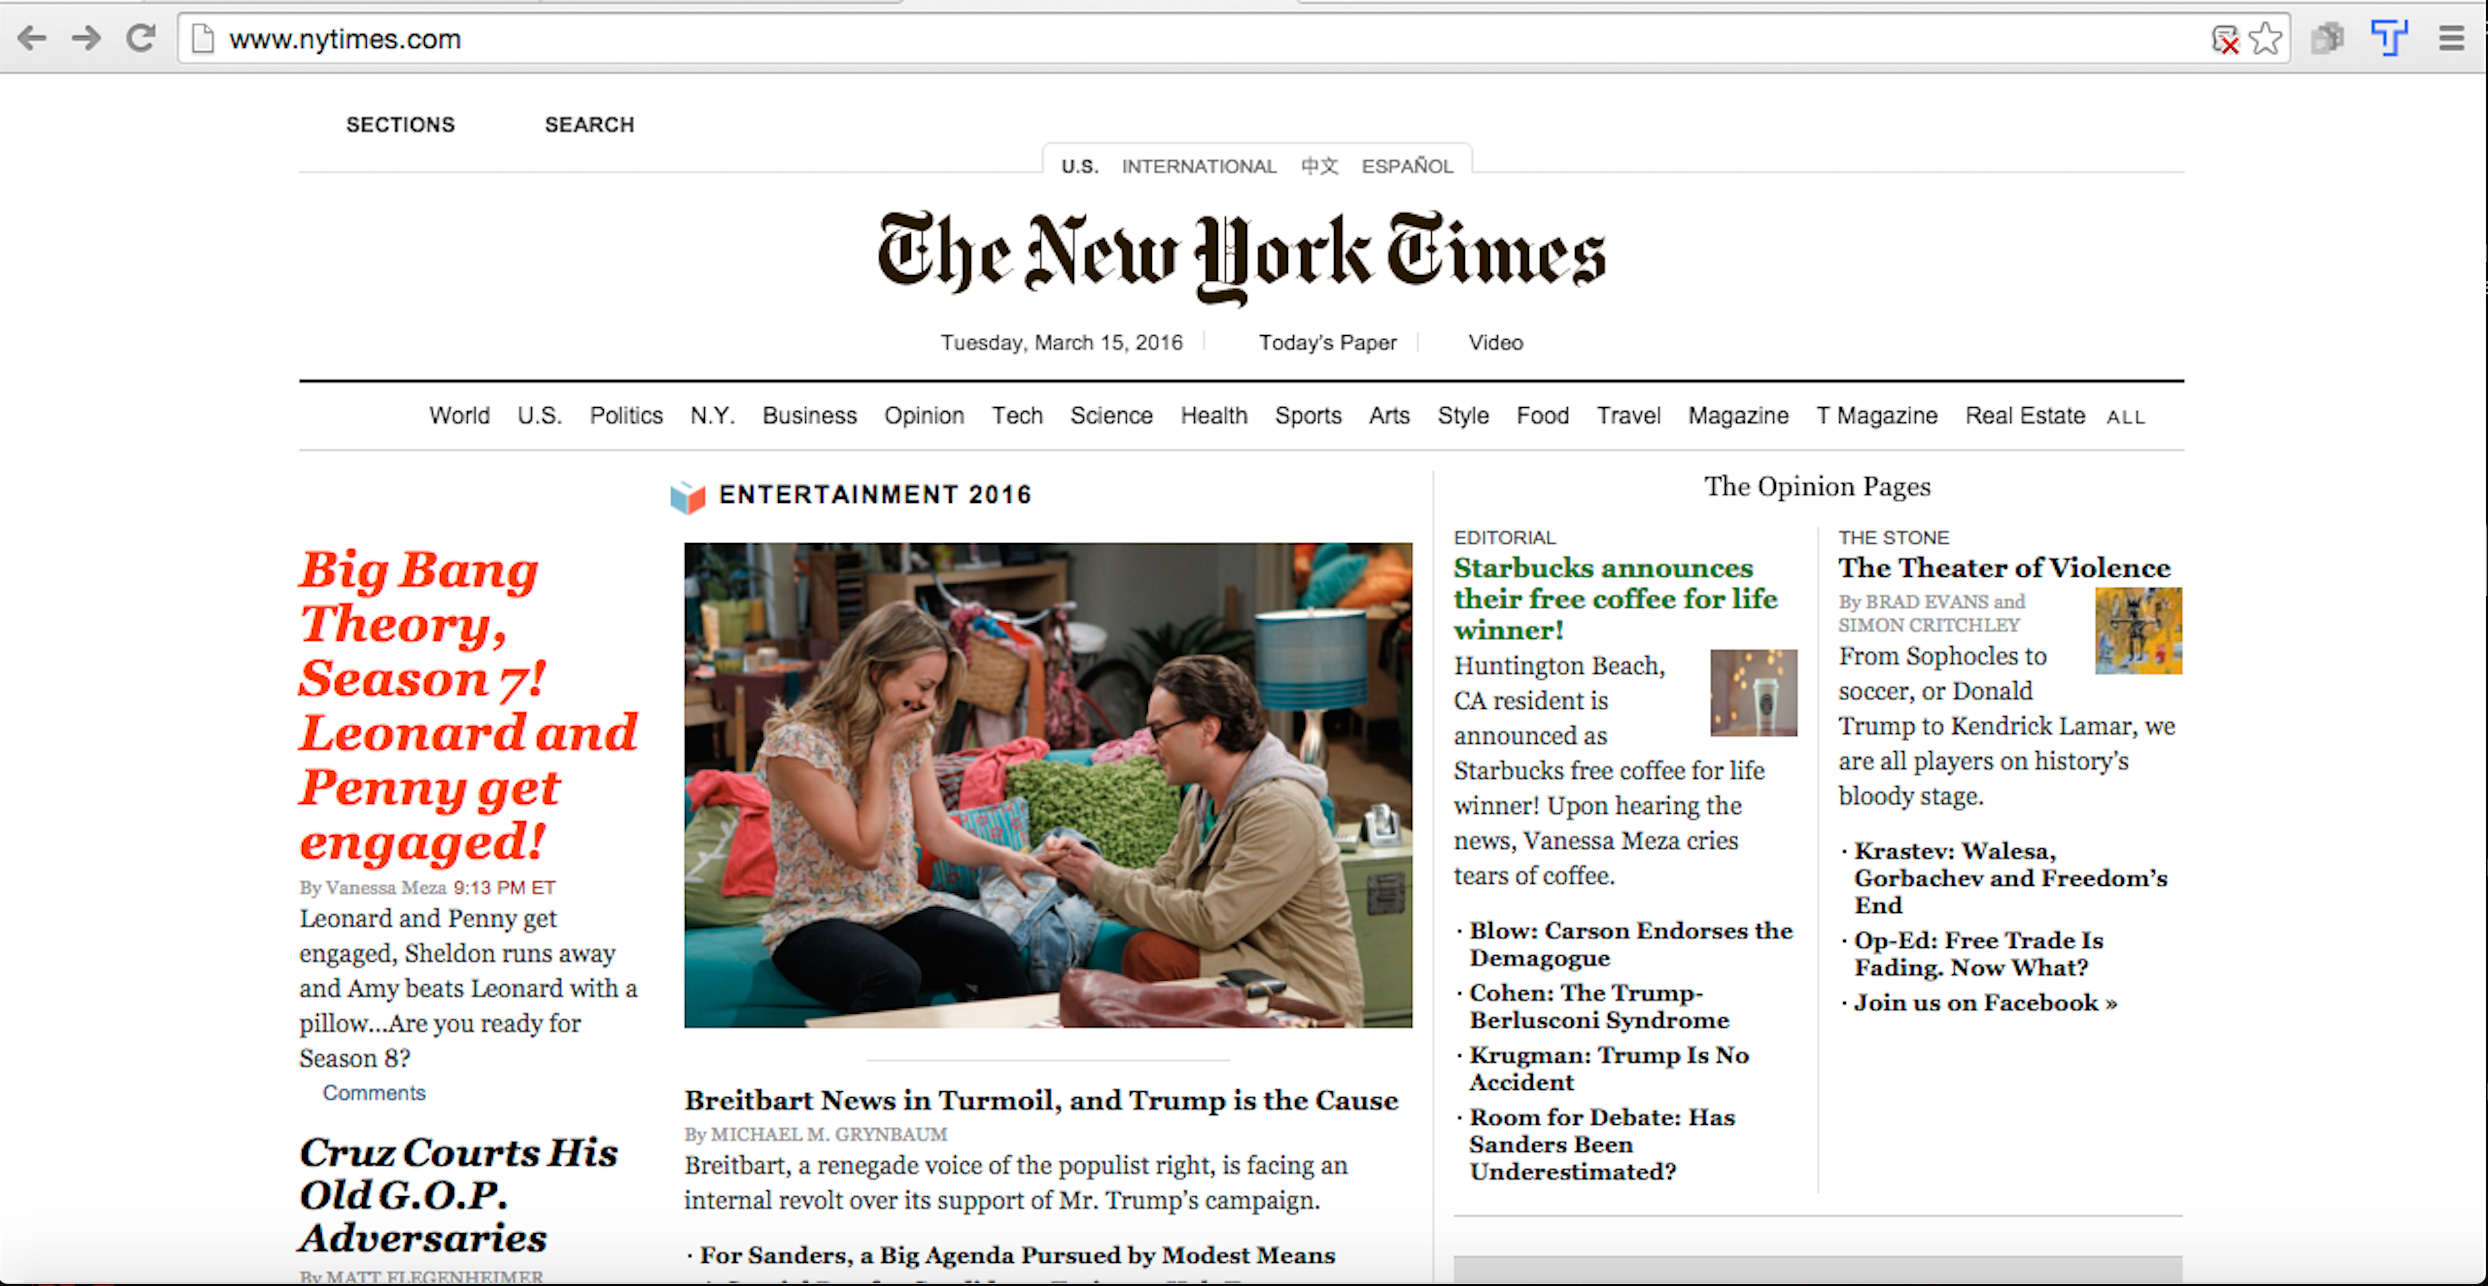 www.nytimes.com
SECTIONS SEARCH
U.S. INTERNATIONAL 中文 ESPAÑOL
The New York Times
Tuesday, March 15, 2016 Today's Paper Video
World U.S. Politics N.Y. Business Opinion Tech Science Health Sports Arts Style Food Travel Magazine T Magazine Real Estate ALL
Big Bang
Theory,
Season 7!
Leonard and
Penny get
engaged!
By Vanessa Meza 9:13 PM ET
Leonard and Penny get
engaged, Sheldon runs away
and Amy beats Leonard with a
pillow...Are you ready for
Season 8?
Comments
Cruz Courts His
Old G.O.P.
Adversaries
By MATT FLEGENHEIMER
ENTERTAINMENT 2016
Breitbart News in Turmoil, and Trump is the Cause
By MICHAEL M. GRYNBAUM
Breitbart, a renegade voice of the populist right, is facing an
internal revolt over its support of Mr. Trump's campaign.
· For Sanders, a Big Agenda Pursued by Modest Means
The Opinion Pages
EDITORIAL
Starbucks announces
their free coffee for life
winner!
Huntington Beach,
CA resident is
announced as
Starbucks free coffee for life
winner! Upon hearing the
news, Vanessa Meza cries
tears of coffee.
· Blow: Carson Endorses the
Demagogue
· Cohen: The Trump-
Berlusconi Syndrome
· Krugman: Trump Is No
Accident
· Room for Debate: Has
Sanders Been
Underestimated?
THE STONE
The Theater of Violence
By BRAD EVANS and
SIMON CRITCHLEY
From Sophocles to
soccer, or Donald
Trump to Kendrick Lamar, we
are all players on history's
bloody stage.
· Krastev: Walesa,
Gorbachev and Freedom's
End
· Op-Ed: Free Trade Is
Fading. Now What?
· Join us on Facebook »